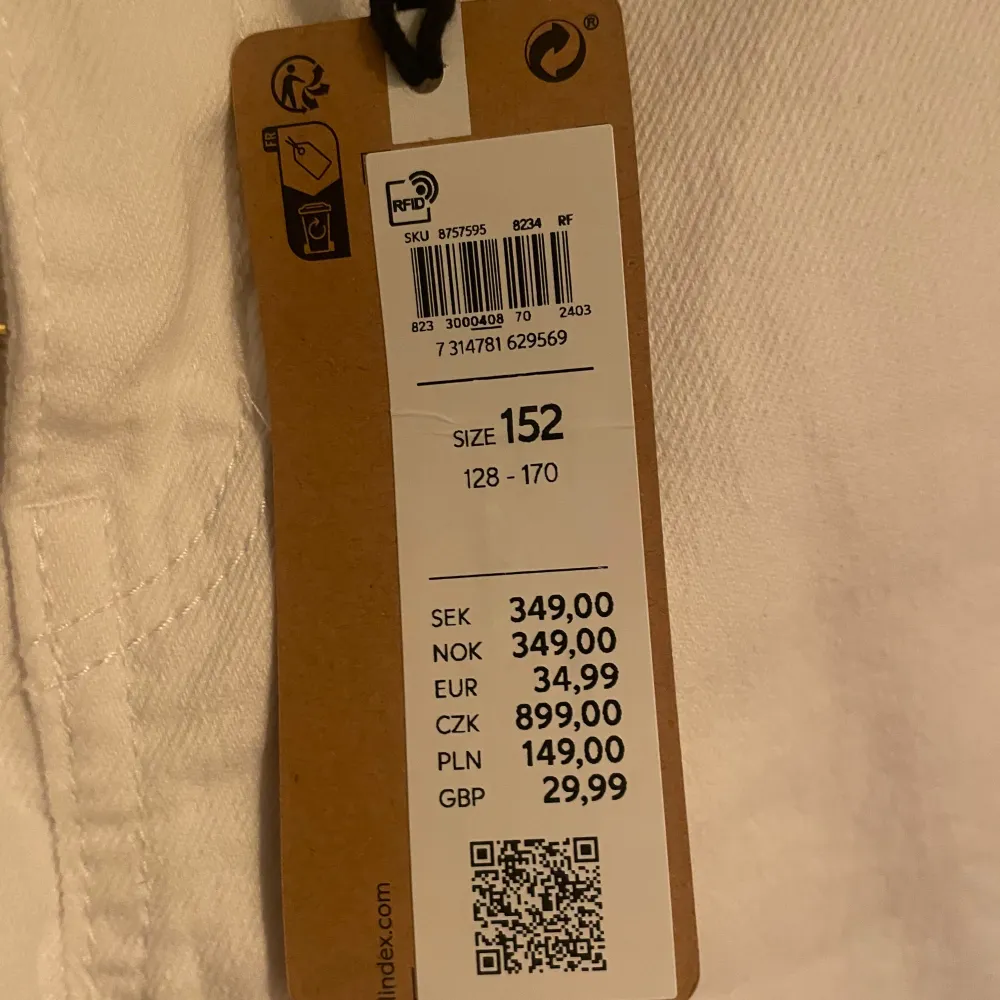 ®
FR
RFID
SKU 8757595 8234 RF
823 3000408 70 2403
7 314781 629569
SIZE 152
128 - 170
SEK 349,00
NOK 349,00
EUR 34,99
CZK 899,00
PLN 149,00
GBP 29,99
lindex.com